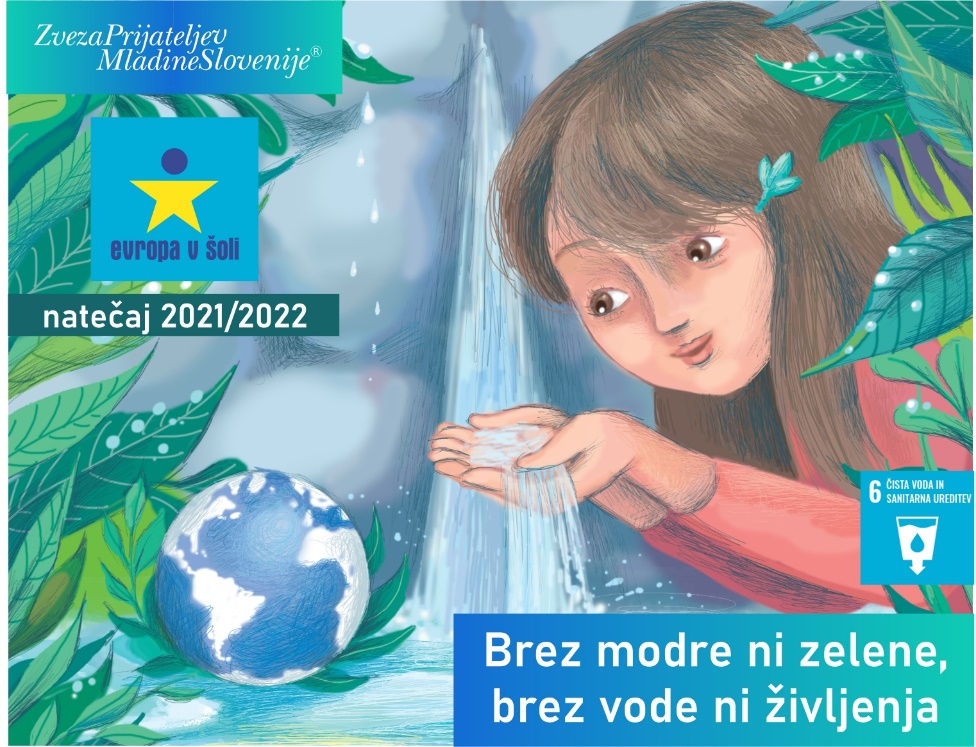 ZvezaPrijateljev
MladineSlovenije®
evropa v šoli
natečaj 2021/2022
6 ČISTA VODA IN
SANITARNA UREDITEV
Brez modre ni zelene,
brez vode ni življenja